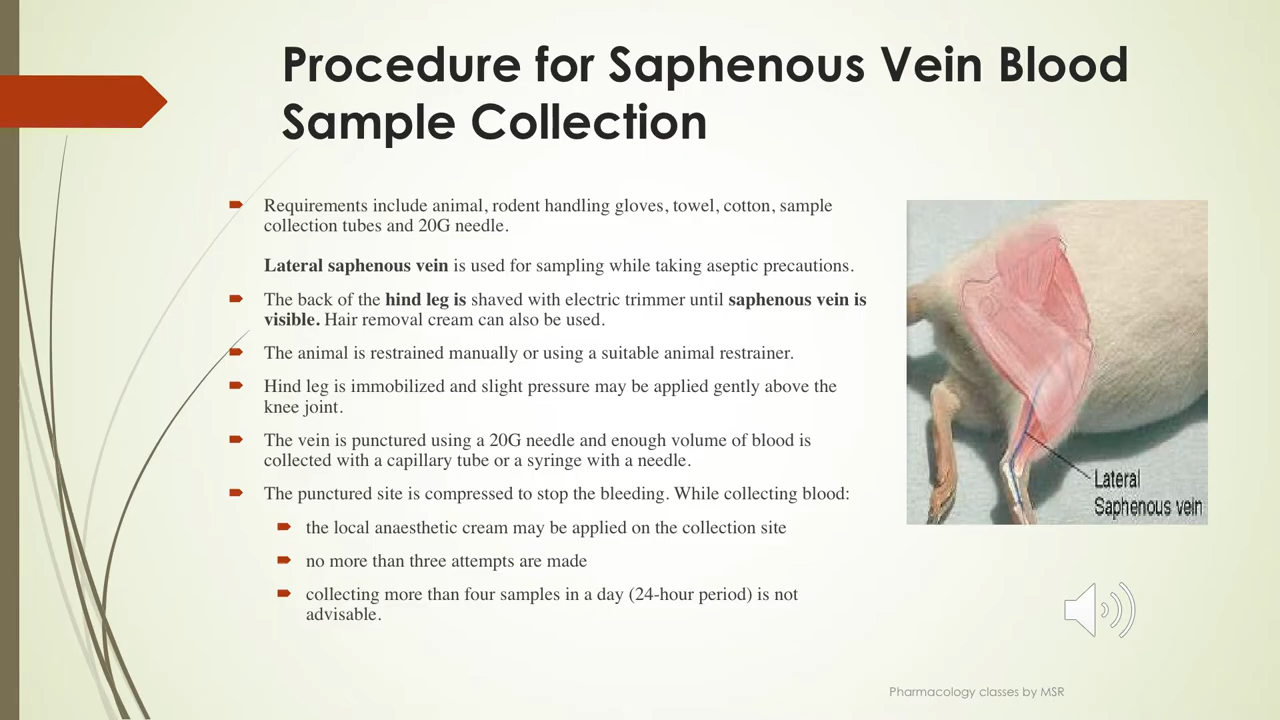 Procedure for Saphenous Vein Blood
Sample Collection
Requirements include animal, rodent handling gloves, towel, cotton, sample
collection tubes and 20G needle.
Lateral saphenous vein is used for sampling while taking aseptic precautions.
The back of the hind leg is shaved with electric trimmer until saphenous vein is
visible. Hair removal cream can also be used.
The animal is restrained manually or using a suitable animal restrainer.
Hind leg is immobilized and slight pressure may be applied gently above the
knee joint.
The vein is punctured using a 20G needle and enough volume of blood is
collected with a capillary tube or a syringe with a needle.
The punctured site is compressed to stop the bleeding. While collecting blood:
the local anaesthetic cream may be applied on the collection site
no more than three attempts are made
collecting more than four samples in a day (24-hour period) is not
advisable.
Lateral
Saphenous vein
Pharmacology classes by MSR